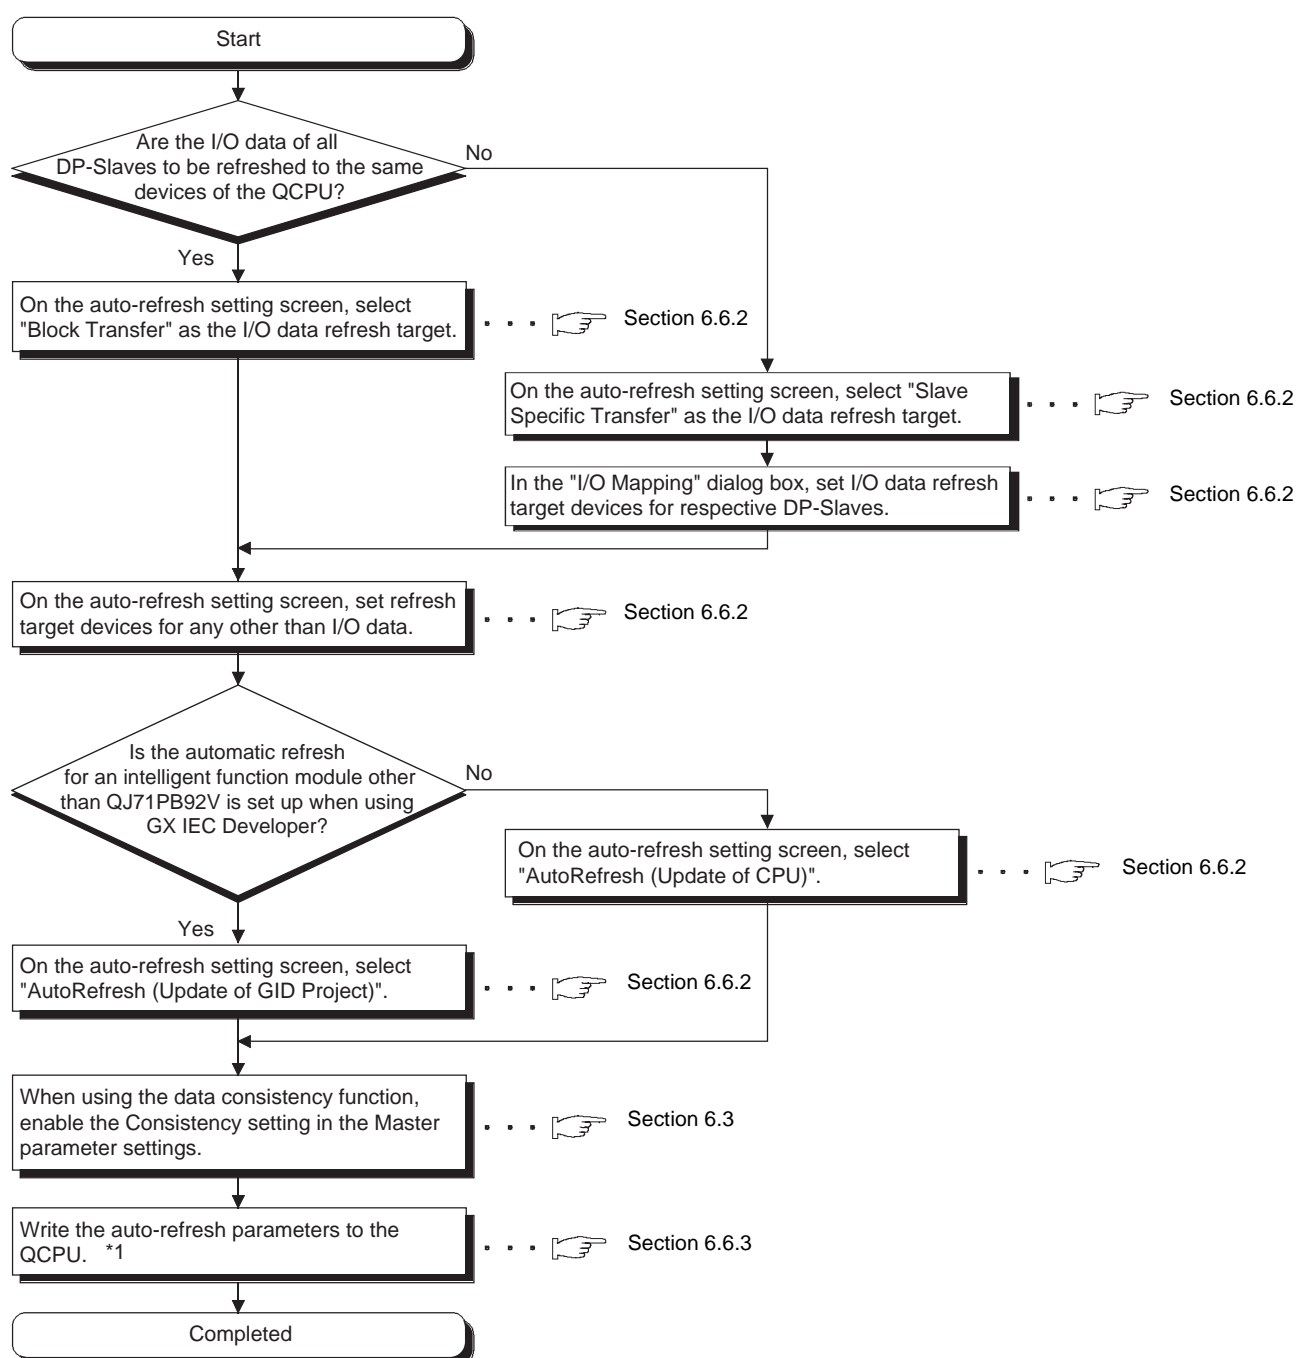 Start
Are the I/O data of all
DP-Slaves to be refreshed to the same
devices of the QCPU?
No
Yes
On the auto-refresh setting screen, select
"Block Transfer" as the I/O data refresh target.
Section 6.6.2
On the auto-refresh setting screen, select "Slave
Specific Transfer" as the I/O data refresh target.
Section 6.6.2
In the "I/O Mapping" dialog box, set I/O data refresh
target devices for respective DP-Slaves.
Section 6.6.2
On the auto-refresh setting screen, set refresh
target devices for any other than I/O data.
Section 6.6.2
Is the automatic refresh
for an intelligent function module other
than QJ71PB92V is set up when using
GX IEC Developer?
No
On the auto-refresh setting screen, select
"AutoRefresh (Update of CPU)".
Section 6.6.2
Yes
On the auto-refresh setting screen, select
"AutoRefresh (Update of GID Project)".
Section 6.6.2
When using the data consistency function,
enable the Consistency setting in the Master
parameter settings.
Section 6.3
Write the auto-refresh parameters to the
QCPU. *1
Section 6.6.3
Completed